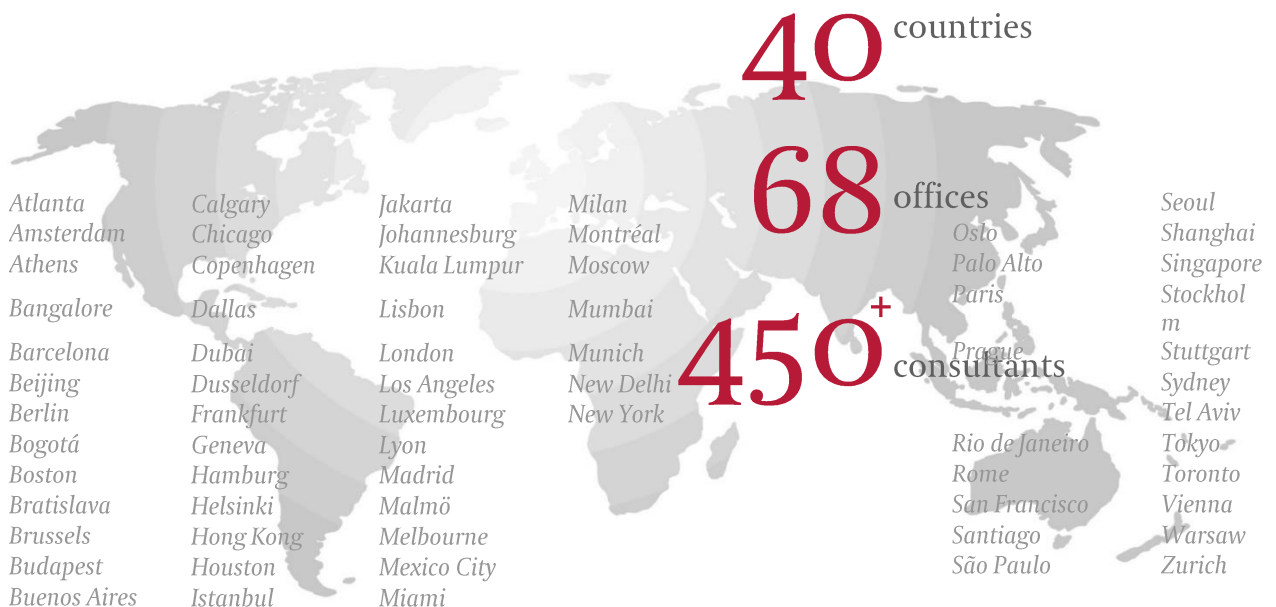 40 countries
68 offices
450+ consultants
Atlanta
Amsterdam
Athens
Bangalore
Barcelona
Beijing
Berlin
Bogotá
Boston
Bratislava
Brussels
Budapest
Buenos Aires
Calgary
Chicago
Copenhagen
Dallas
Dubai
Dusseldorf
Frankfurt
Geneva
Hamburg
Helsinki
Hong Kong
Houston
Istanbul
Jakarta
Johannesburg
Kuala Lumpur
Lisbon
London
Los Angeles
Luxembourg
Lyon
Madrid
Malmö
Melbourne
Mexico City
Miami
Milan
Montréal
Moscow
Mumbai
Munich
New Delhi
New York
Oslo
Palo Alto
Paris
Prague
Rio de Janeiro
Rome
San Francisco
Santiago
São Paulo
Seoul
Shanghai
Singapore
Stockhol
m
Stuttgart
Sydney
Tel Aviv
Tokyo
Toronto
Vienna
Warsaw
Zurich